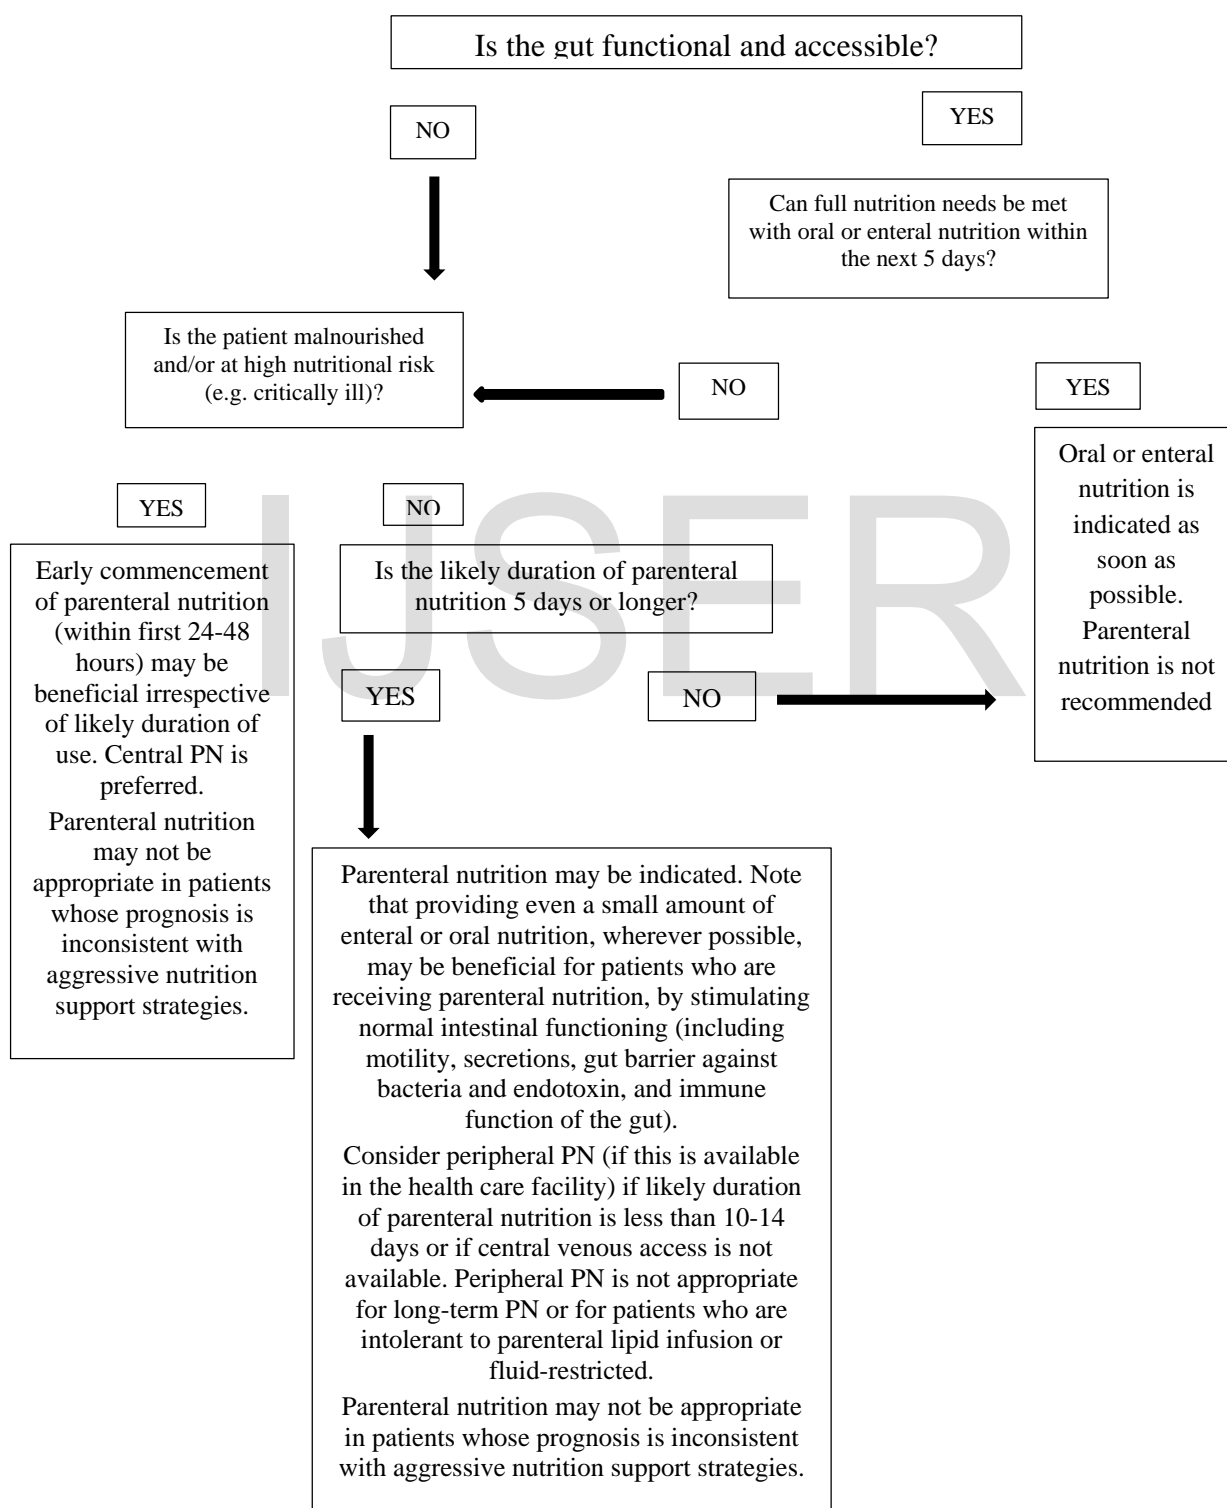 Is the gut functional and accessible?
NO
YES
Can full nutrition needs be met
with oral or enteral nutrition within
the next 5 days?
Is the patient malnourished
and/or at high nutritional risk
(e.g. critically ill)?
NO
YES
Oral or enteral
nutrition is
indicated as
soon as
possible.
Parenteral
nutrition is not
recommended
YES
NO
Early commencement
of parenteral nutrition
(within first 24-48
hours) may be
beneficial irrespective
of likely duration of
use. Central PN is
preferred.
Parenteral nutrition
may not be
appropriate in patients
whose prognosis is
inconsistent with
aggressive nutrition
support strategies.
Is the likely duration of parenteral
nutrition 5 days or longer?
IJSER
YES
NO
Parenteral nutrition may be indicated. Note
that providing even a small amount of
enteral or oral nutrition, wherever possible,
may be beneficial for patients who are
receiving parenteral nutrition, by stimulating
normal intestinal functioning (including
motility, secretions, gut barrier against
bacteria and endotoxin, and immune
function of the gut).
Consider peripheral PN (if this is available
in the health care facility) if likely duration
of parenteral nutrition is less than 10-14
days or if central venous access is not
available. Peripheral PN is not appropriate
for long-term PN or for patients who are
intolerant to parenteral lipid infusion or
fluid-restricted.
Parenteral nutrition may not be appropriate
in patients whose prognosis is inconsistent
with aggressive nutrition support strategies.